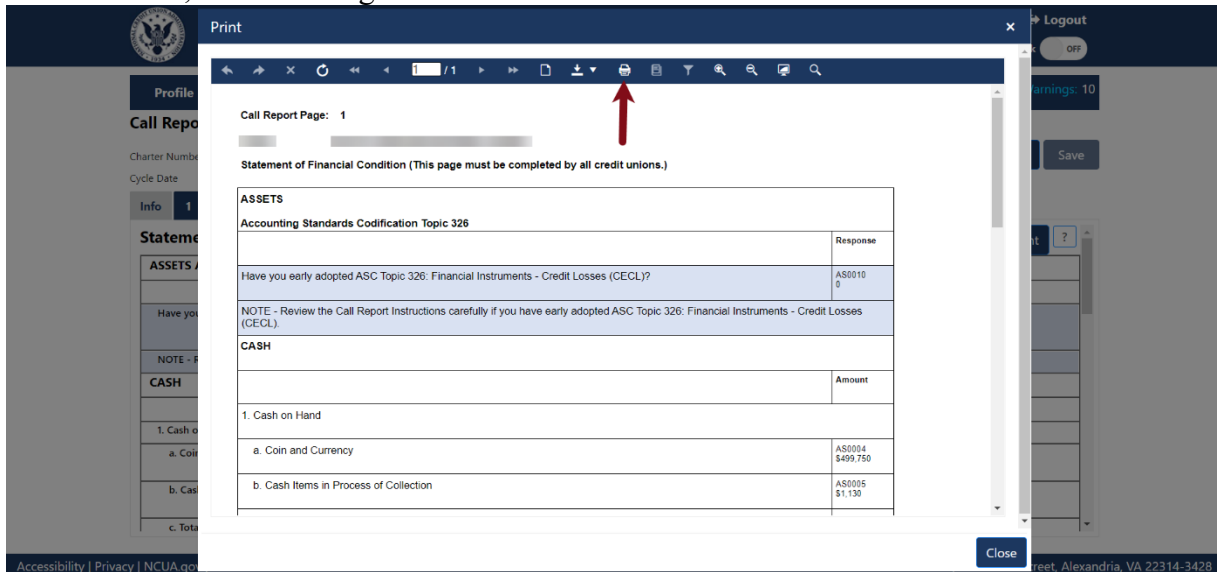 Logout
Print
×
OFF
1 / 1
Profile
Warnings: 10
Call Report Page: 1
Call Repo
Charter Numbe
Save
Statement of Financial Condition (This page must be completed by all credit unions.)
Cycle Date
Info 1
ASSETS
Accounting Standards Codification Topic 326
Stateme
nt ?
Response
ASSETS
Have you early adopted ASC Topic 326: Financial Instruments - Credit Losses (CECL)?
AS0010
0
Have you
NOTE - Review the Call Report Instructions carefully if you have early adopted ASC Topic 326: Financial Instruments - Credit Losses
(CECL).
NOTE - R
CASH
CASH
Amount
1. Cash on Hand
1. Cash o
a. Coin and Currency
AS0004
$499,750
a. Coin
b. Cash Items in Process of Collection
AS0005
$1,130
b. Cas
c. Tota
Close
Accessibility | Privacy | NCUA.gov
reet, Alexandria, VA 22314-3428